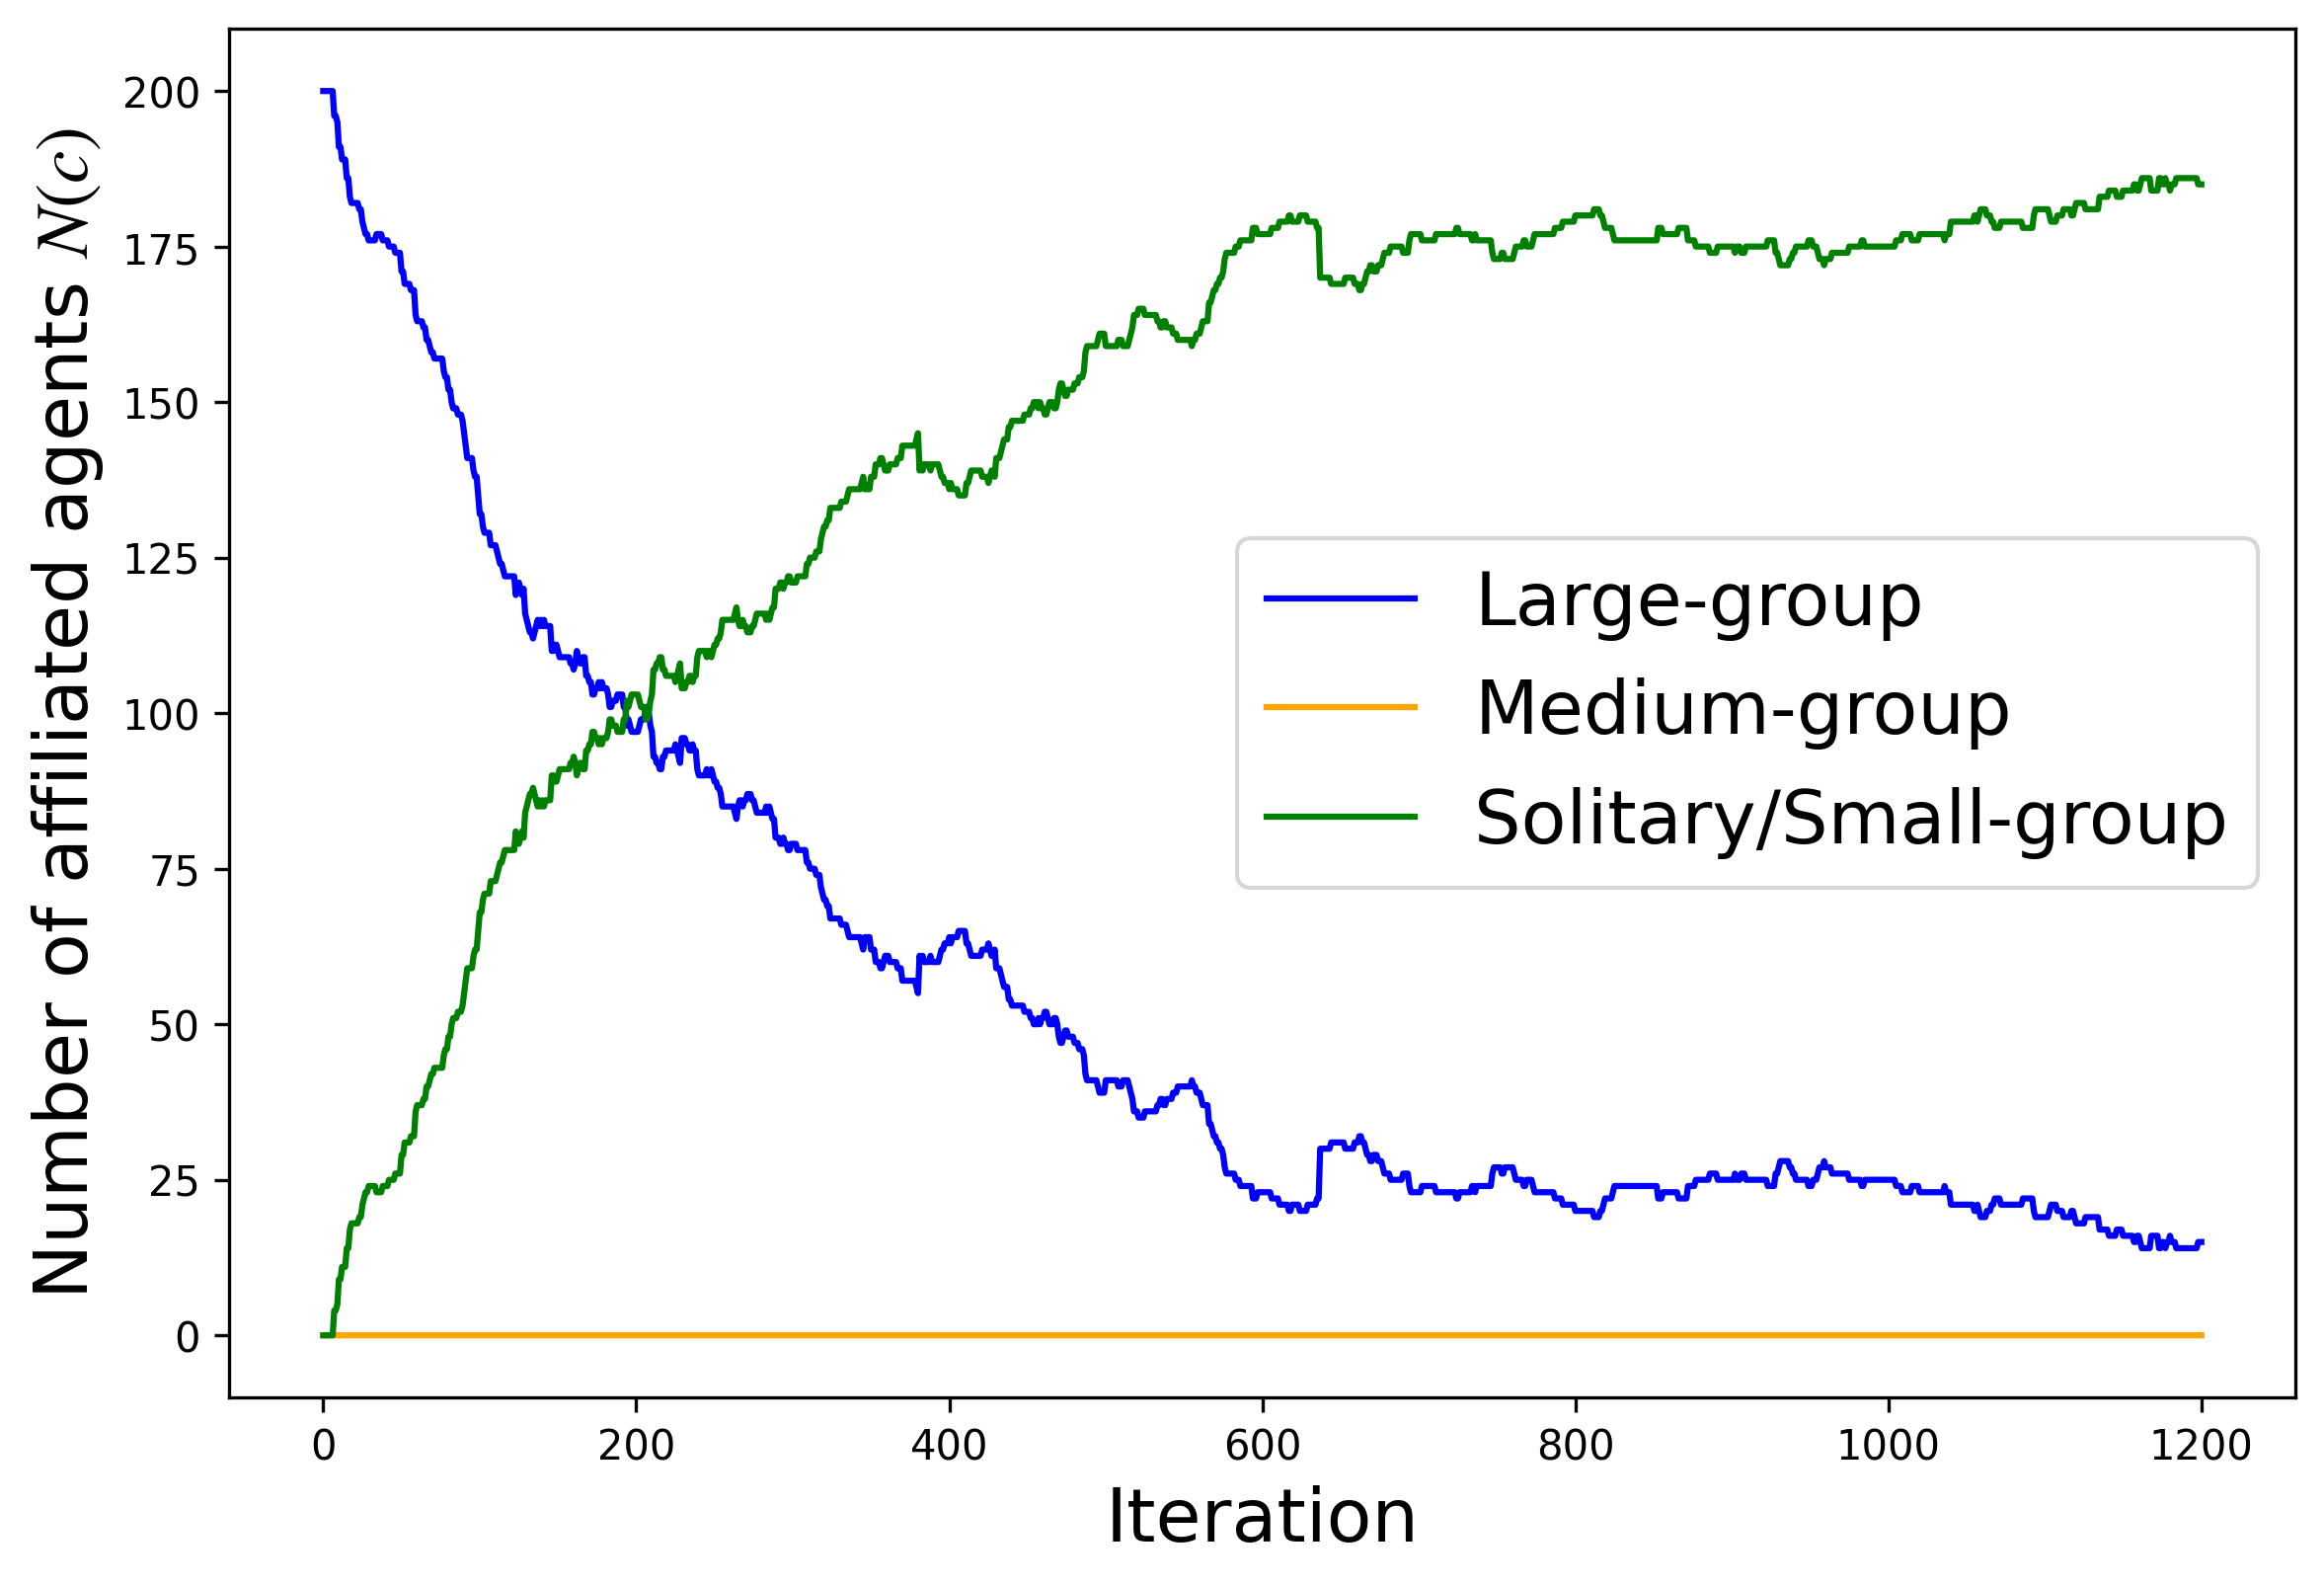 Number of affiliated agents N(c)
200
175
150
125
100
75
50
25
0
Large-group
Medium-group
Solitary/Small-group
0 200 400 600 800 1000 1200
Iteration